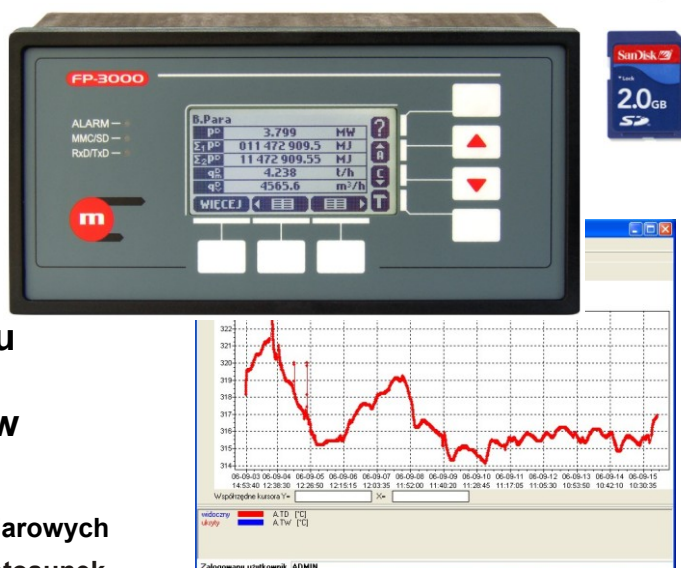 FP-3000
ALARM
MMC/SD
RxD/TxD
m
B.Para
pᴰ 3.799 MW
Σ₁pᴰ 011 472 909.5 MJ
Σ₂pᴰ 11 472 909.55 MJ
4.238 t/h
4565.6 m³/h
WIĘCEJ
?
A
C
T
SanDisk
Lock
2.0GB
SD
u
w
arowych
tosunek
322
321
320
319
318
317
316
315
314
06-09-03 06-09-04 06-09-05 06-09-06 06-09-07 06-09-08 06-09-09 06-09-10 06-09-11 06-09-12 06-09-13 06-09-14 06-09-15
14:53:40 12:38:30 12:26:50 12:15:15 12:03:35 11:52:00 11:40:20 11:28:45 11:17:05 11:05:30 10:53:50 10:42:10 10:30:35
Współrzędne kursora Y= X=
widoczny A.TD [°C]
ukryty A.TW [°C]
Zalogowany użytkownik ADMIN